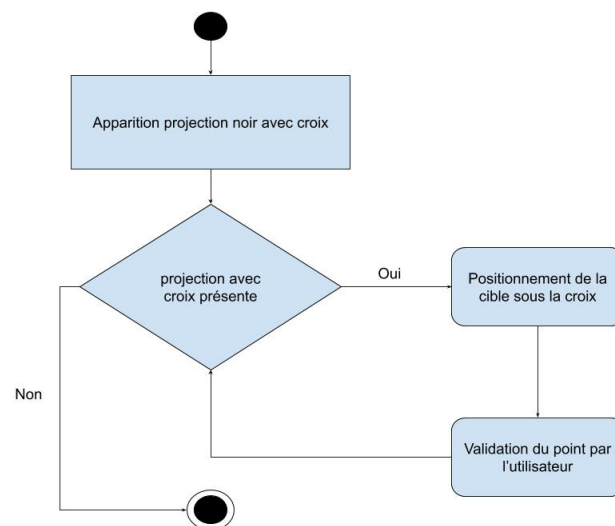 Apparition projection noir avec croix
projection avec
croix présente
Oui
Positionnement de la
cible sous la croix
Non
Validation du point par
l'utilisateur